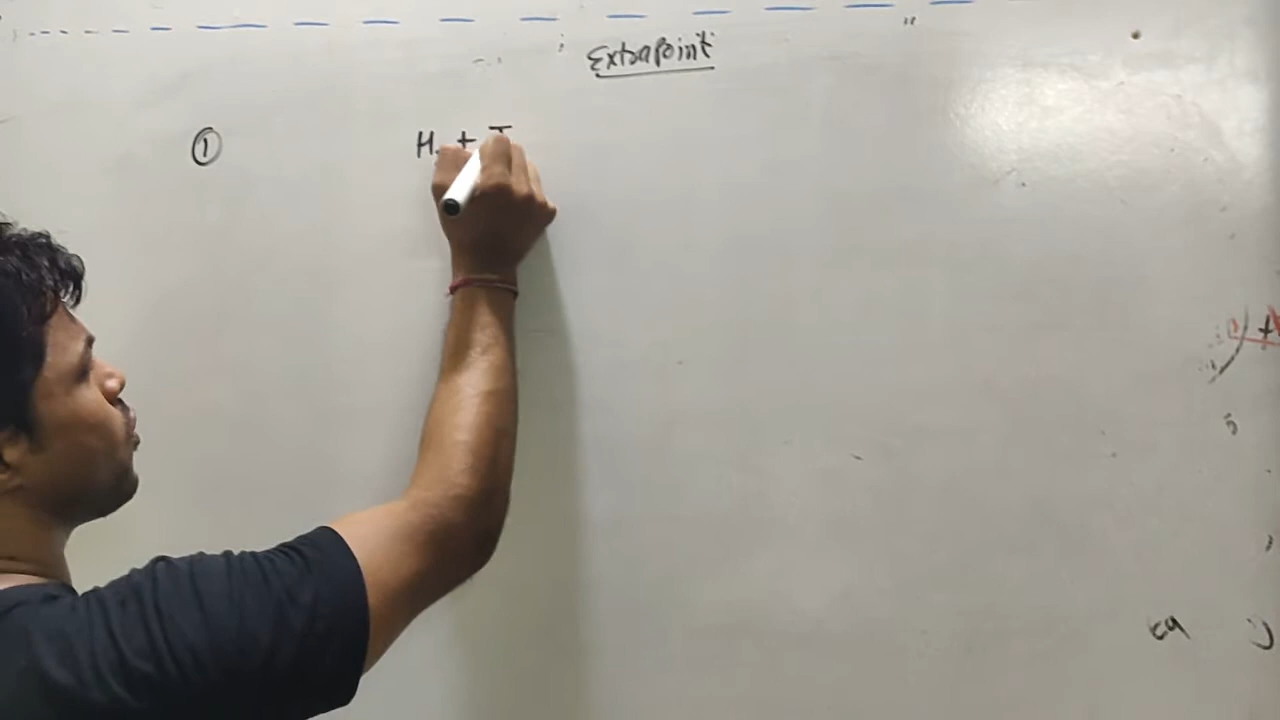 Extrapoint
① H + I